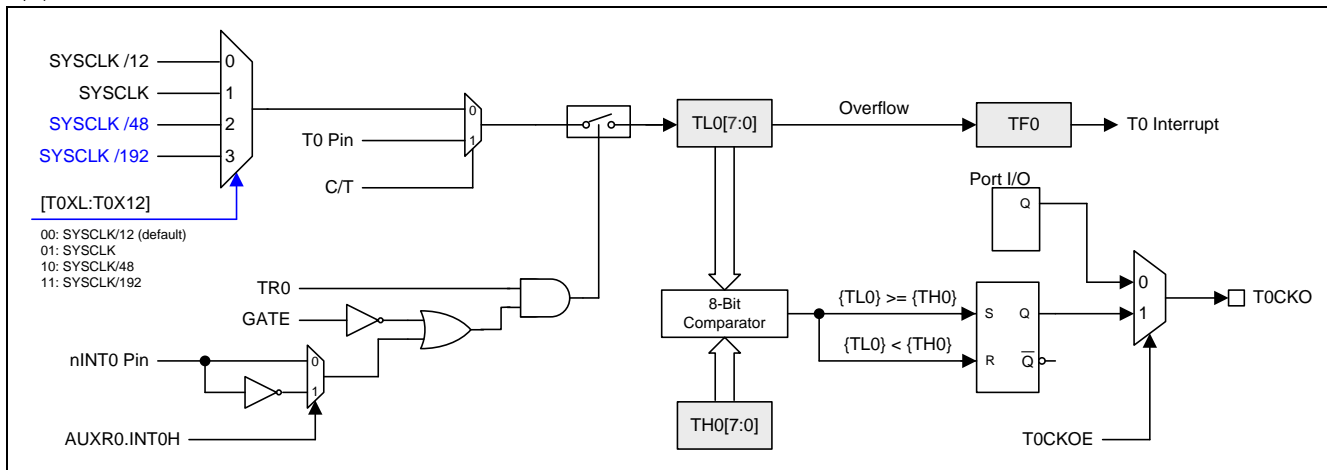 SYSCLK /12
SYSCLK
SYSCLK /48
SYSCLK /192
0
1
2
3
[T0XL:T0X12]
00: SYSCLK/12 (default)
01: SYSCLK
10: SYSCLK/48
11: SYSCLK/192
T0 Pin
C/T
0
1
TL0[7:0]
Overflow
TF0
T0 Interrupt
Port I/O
Q
TR0
GATE
nINT0 Pin
0
1
AUXR0.INT0H
8-Bit
Comparator
TH0[7:0]
{TL0} >= {TH0}
{TL0} < {TH0}
S
Q
R
Q
0
1
T0CKO
T0CKOE